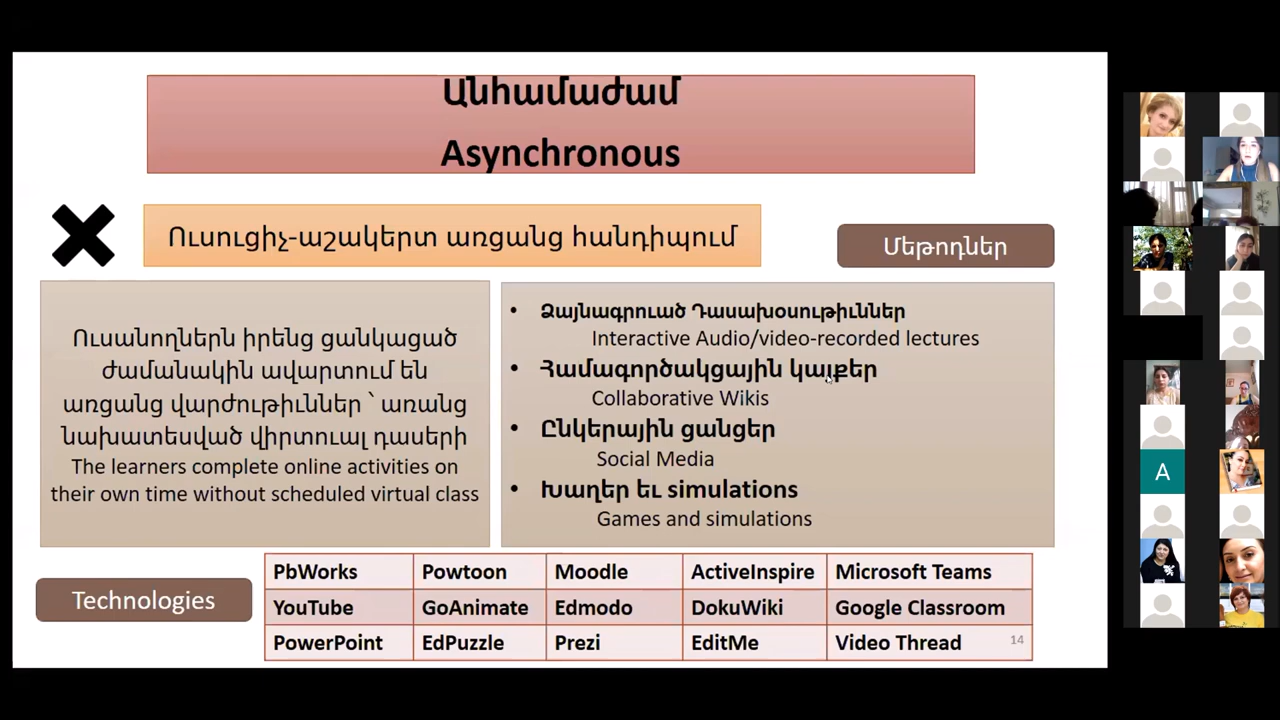 Անհամաժամ
Asynchronous
Ուսուցիչ-աշակերտ առցանց հանդիպում
Մեթոդներ
Ուսանողներն իրենց ցանկացած
ժամանակին ավարտում են
առցանց վարժութիւններ ՝ առանց
նախատեսված վիրտուալ դասերի
The learners complete online activities on
their own time without scheduled virtual class
• Ձայնագրուած Դասախօսութիւններ
Interactive Audio/video-recorded lectures
• Համագործակցային կայքեր
Collaborative Wikis
• Ընկերային ցանցեր
Social Media
• Խաղեր եւ simulations
Games and simulations
Technologies
PbWorks Powtoon Moodle ActiveInspire Microsoft Teams
YouTube GoAnimate Edmodo DokuWiki Google Classroom
PowerPoint EdPuzzle Prezi EditMe Video Thread
14
A